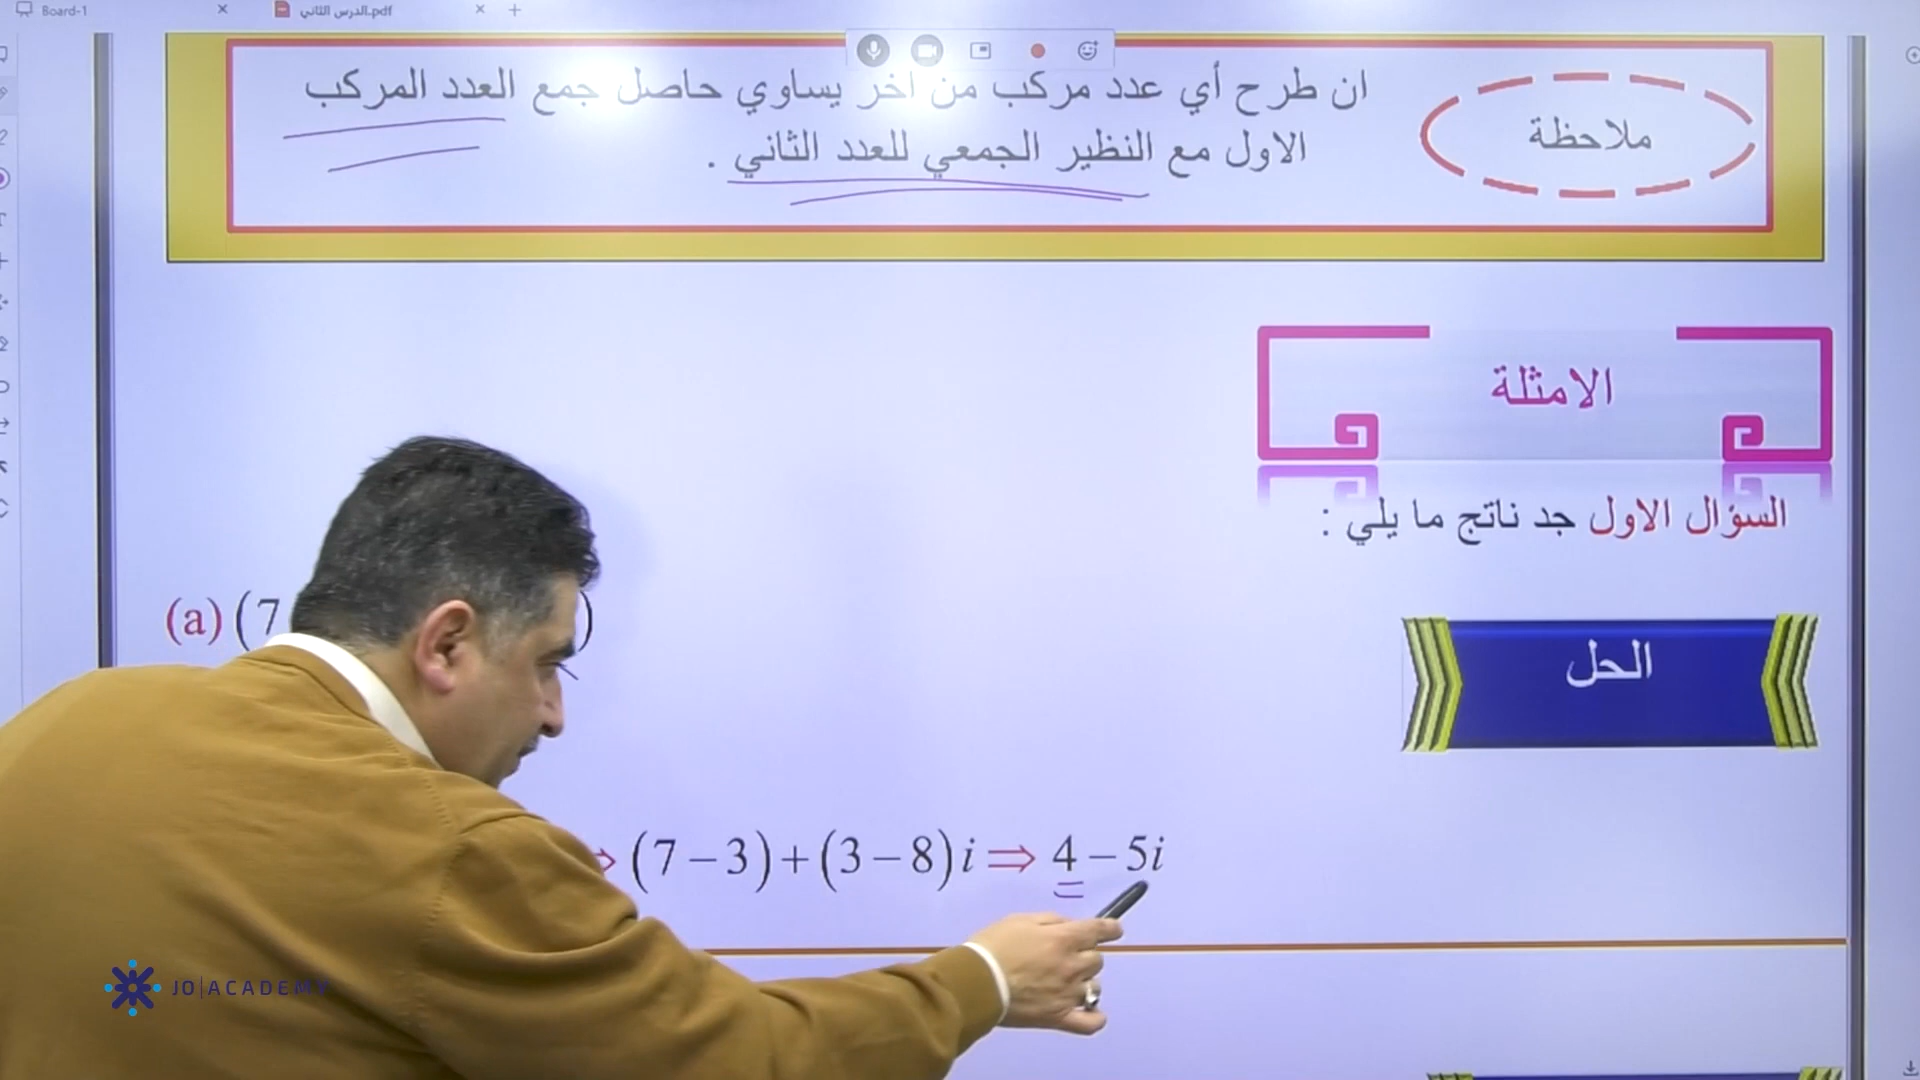 Board-1
الدرس الثاني.pdf
ملاحظة
ان طرح أي عدد مركب من اخر يساوي حاصل جمع العدد المركب
الاول مع النظير الجمعي للعدد الثاني .
الامثلة
السؤال الاول جد ناتج ما يلي :
(a) (7 )
الحل
⇒ (7−3)+(3−8)i ⇒ 4−5i
JO|ACADEMY